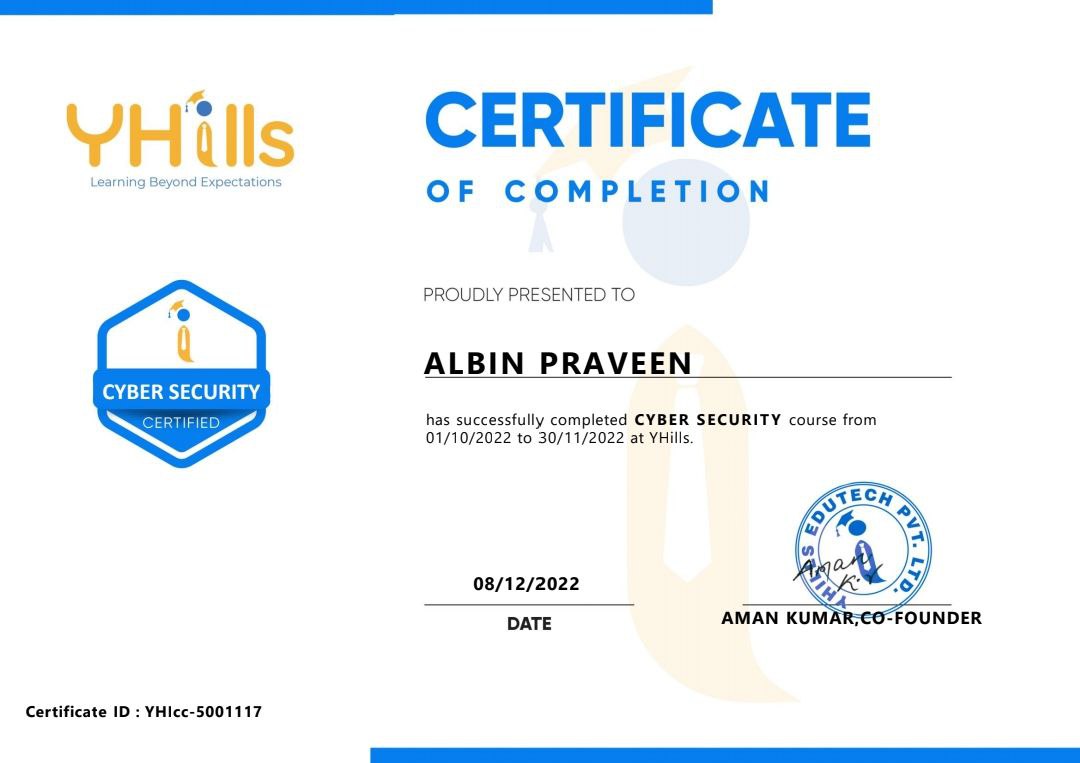 YHills
Learning Beyond Expectations
CERTIFICATE
OF COMPLETION
PROUDLY PRESENTED TO
ALBIN PRAVEEN
has successfully completed CYBER SECURITY course from
01/10/2022 to 30/11/2022 at YHills.
CYBER SECURITY
CERTIFIED
YHILLS EDUTECH PVT. LTD.
Aman K.r
08/12/2022
DATE
AMAN KUMAR,CO-FOUNDER
Certificate ID : YHIcc-5001117